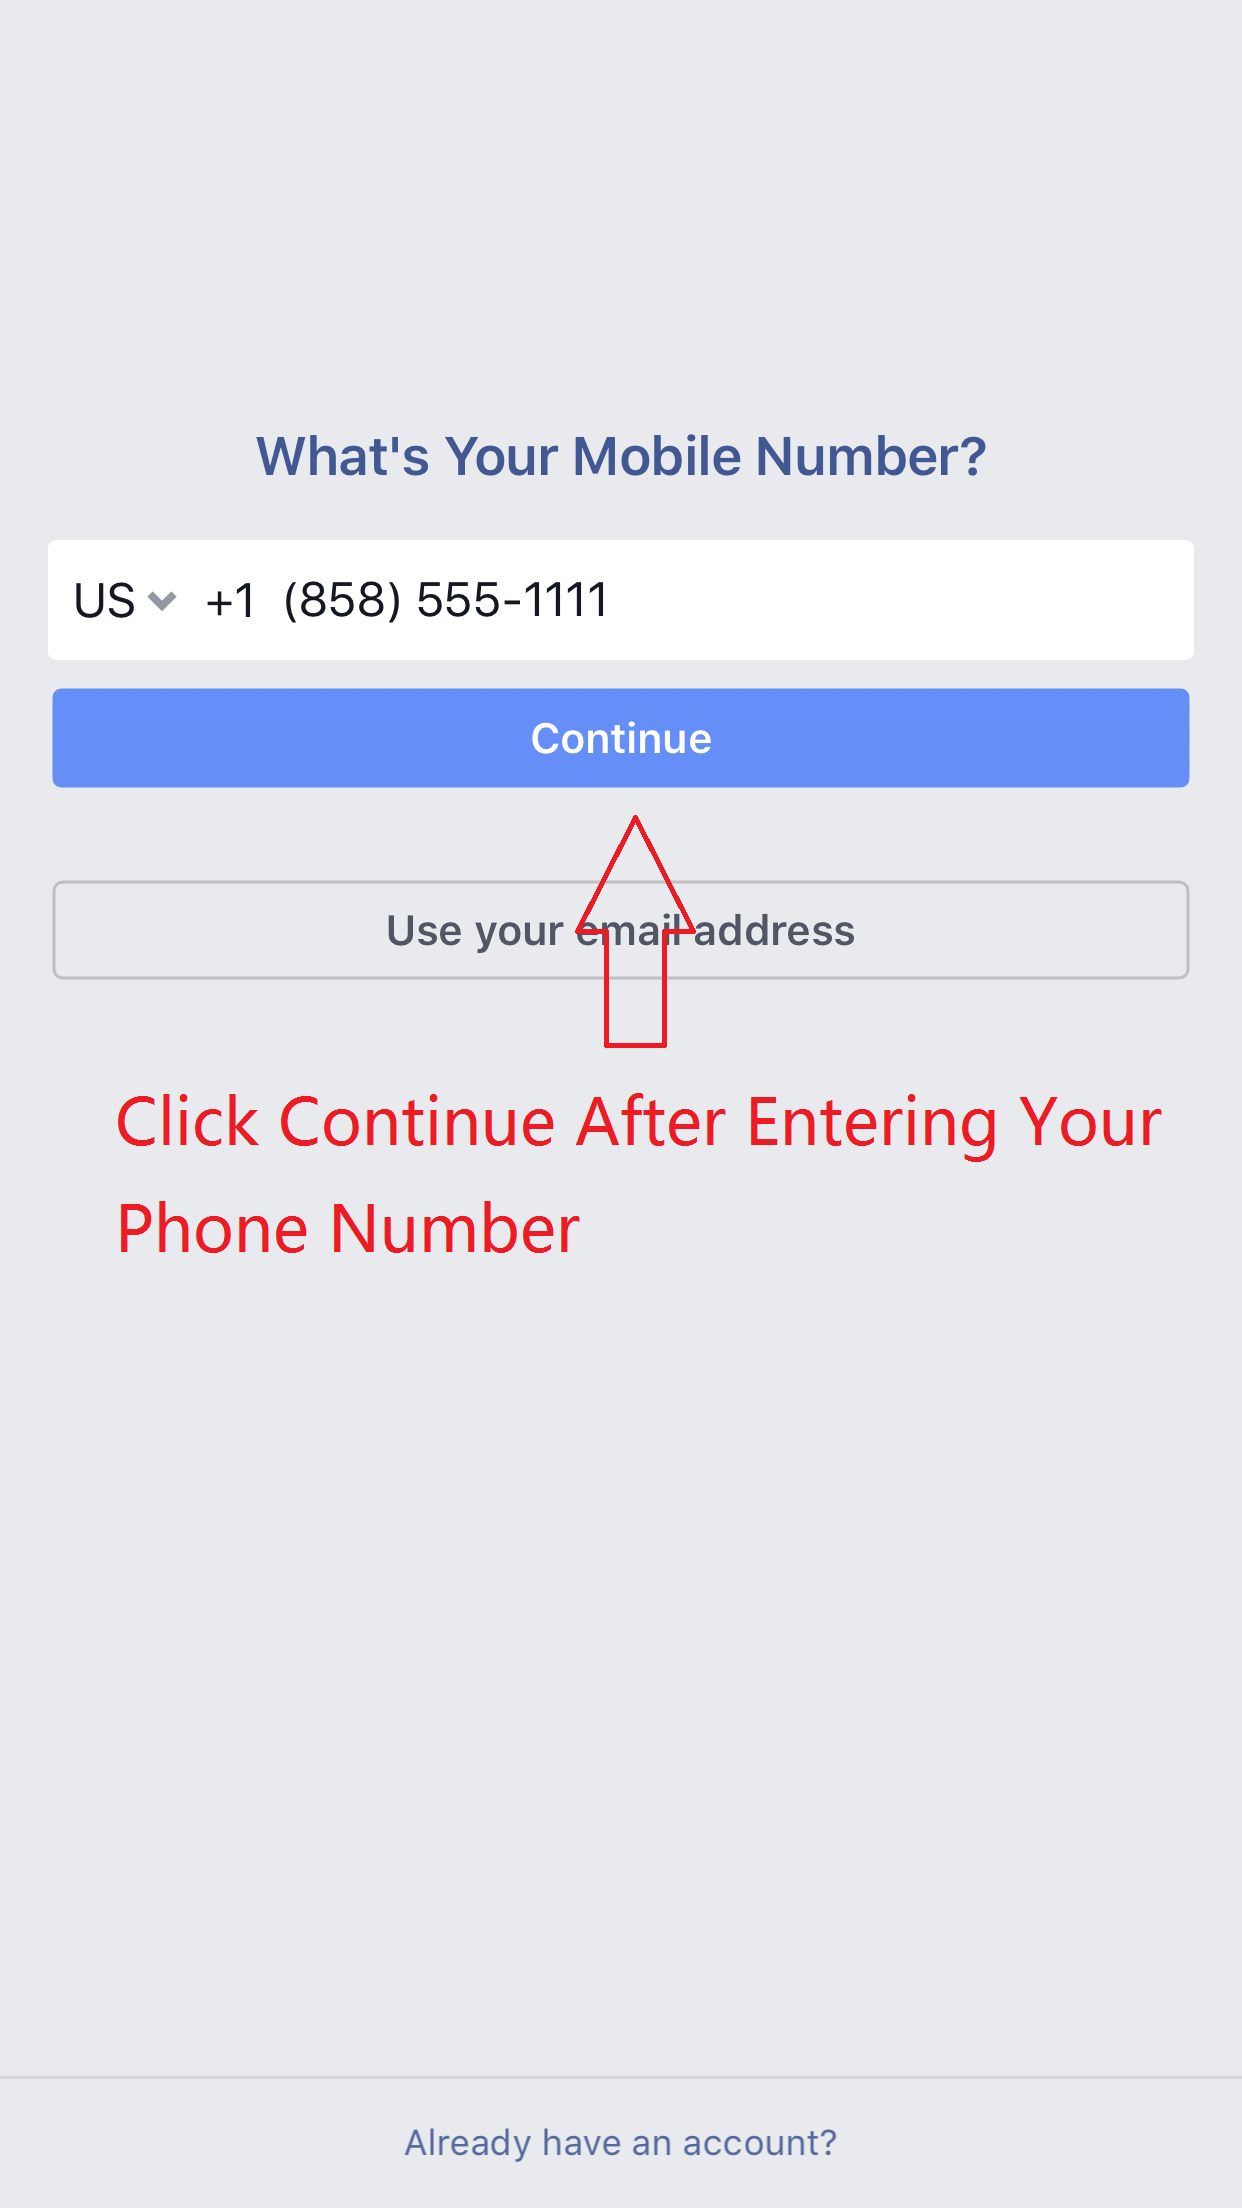 What's Your Mobile Number?
US +1 (858) 555-1111
Continue
Use your email address
Click Continue After Entering Your
Phone Number
Already have an account?